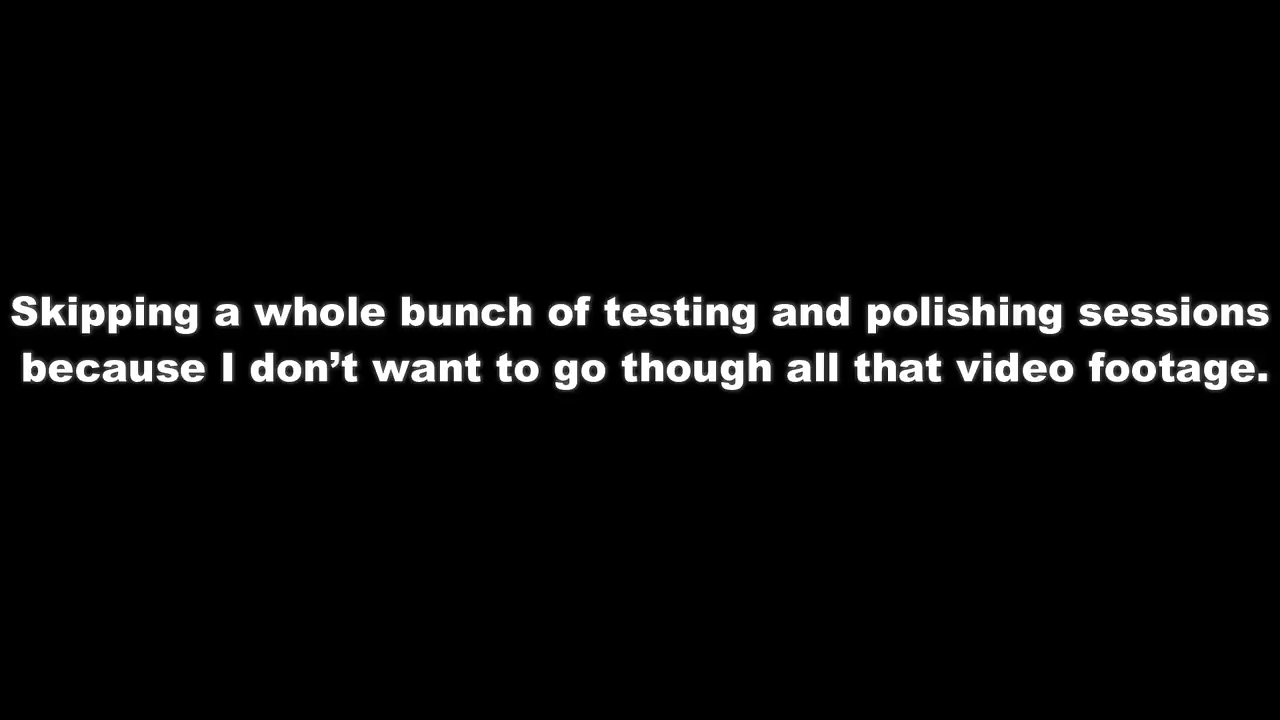 Skipping a whole bunch of testing and polishing sessions
because I don’t want to go though all that video footage.